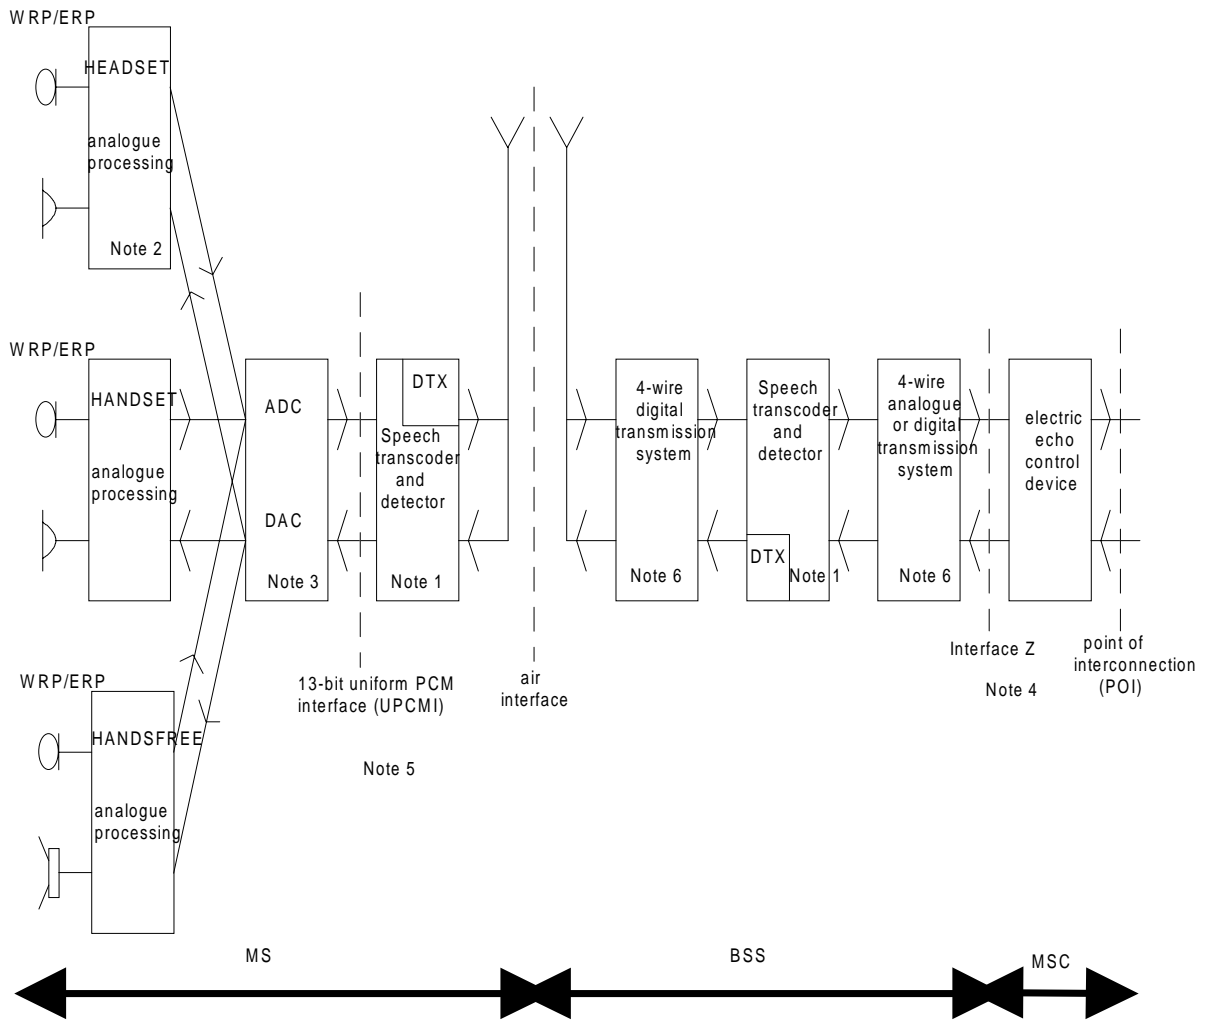 WRP/ERP
HEADSET
analogue
processing
Note 2
WRP/ERP
HANDSET
analogue
processing
ADC
DAC
Note 3
DTX
Speech
transcoder
and
detector
Note 1
4-wire
digital
transmission
system
Note 6
Speech
transcoder
and
detector
DTX
Note 1
4-wire
analogue
or digital
transmission
system
Note 6
electric
echo
control
device
13-bit uniform PCM
interface (UPCMI)
Note 5
air
interface
Interface Z
Note 4
point of
interconnection
(POI)
WRP/ERP
HANDSFREE
analogue
processing
MS
BSS
MSC